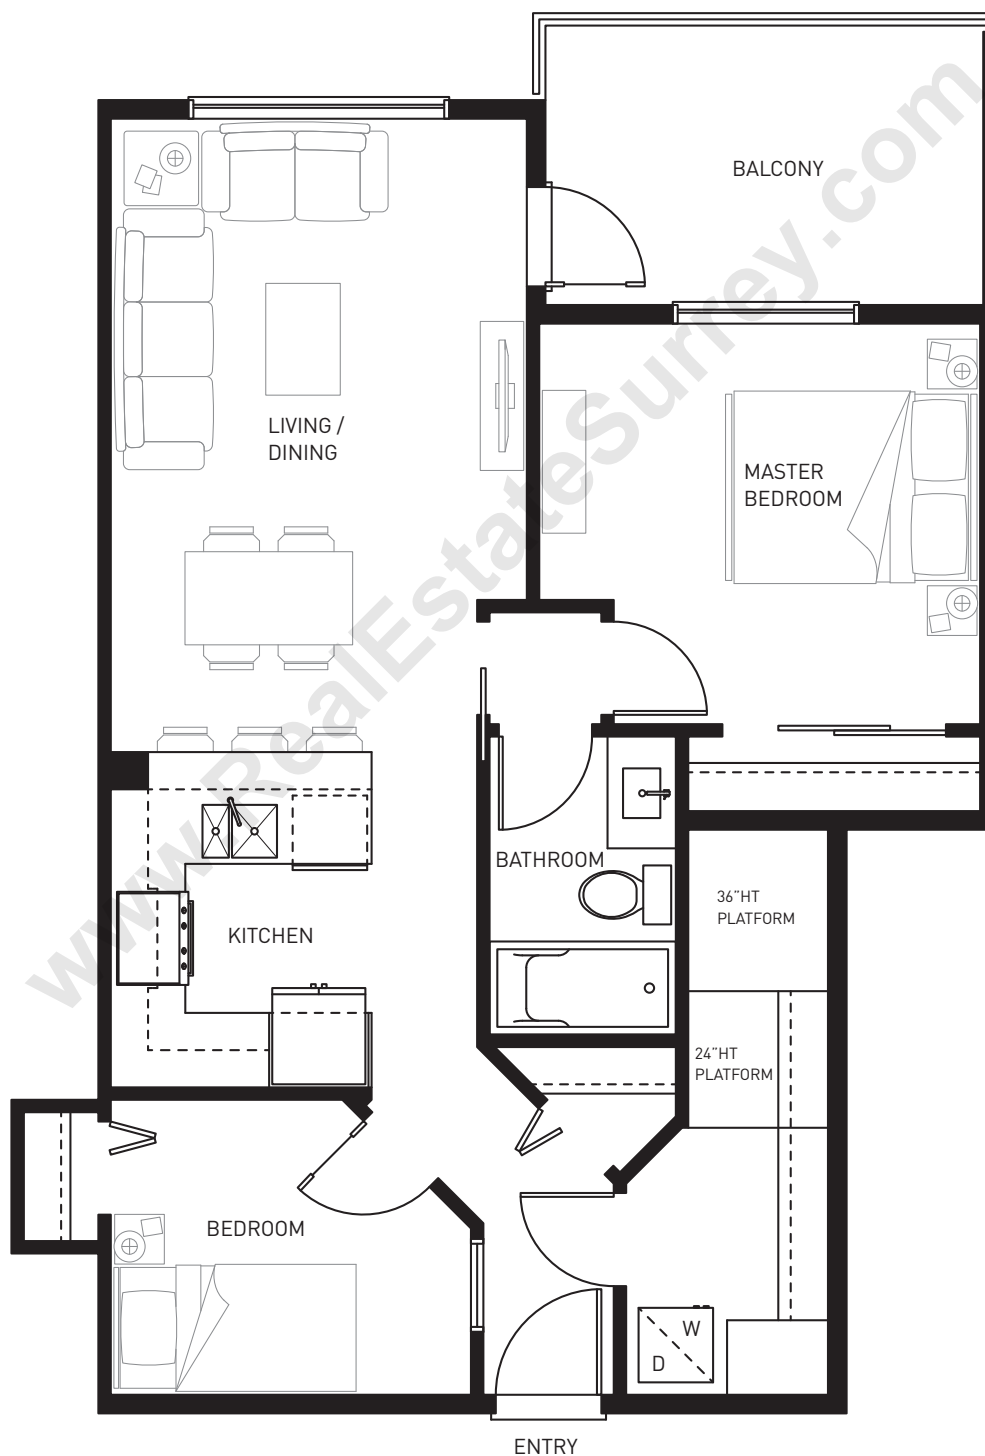 BALCONY
LIVING /
DINING
MASTER
BEDROOM
BATHROOM
36"HT
PLATFORM
KITCHEN
24"HT
PLATFORM
BEDROOM
W
D
ENTRY
www.RealEstateSurrey.com